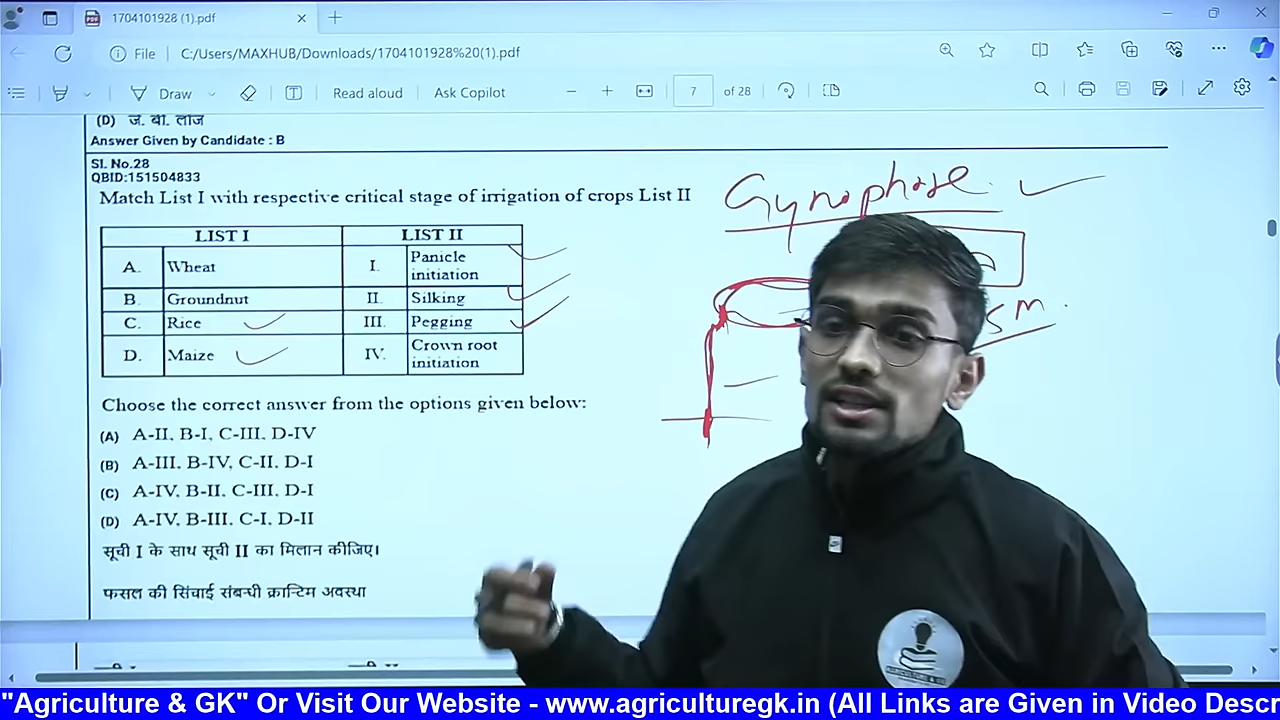 1704101928 (1).pdf
File
C:/Users/MAXHUB/Downloads/1704101928%20(1).pdf
Draw
Read aloud
Ask Copilot
7
of 28
(D) जे. बी. लॉज
Answer Given by Candidate : B
Sl. No.28
QBID:151504833
Match List I with respective critical stage of irrigation of crops List II
LIST I LIST II
A. Wheat I. Panicle initiation
B. Groundnut II. Silking
C. Rice III. Pegging
D. Maize IV. Crown root initiation
Choose the correct answer from the options given below:
(A) A-II, B-I, C-III, D-IV
(B) A-III, B-IV, C-II, D-I
(C) A-IV, B-II, C-III, D-I
(D) A-IV, B-III, C-I, D-II
सूची I के साथ सूची II का मिलान कीजिए।
फसल की सिंचाई संबन्धी क्रान्टिम अवस्था
Gynophore
"Agriculture & GK" Or Visit Our Website - www.agriculturegk.in (All Links are Given in Video Descr